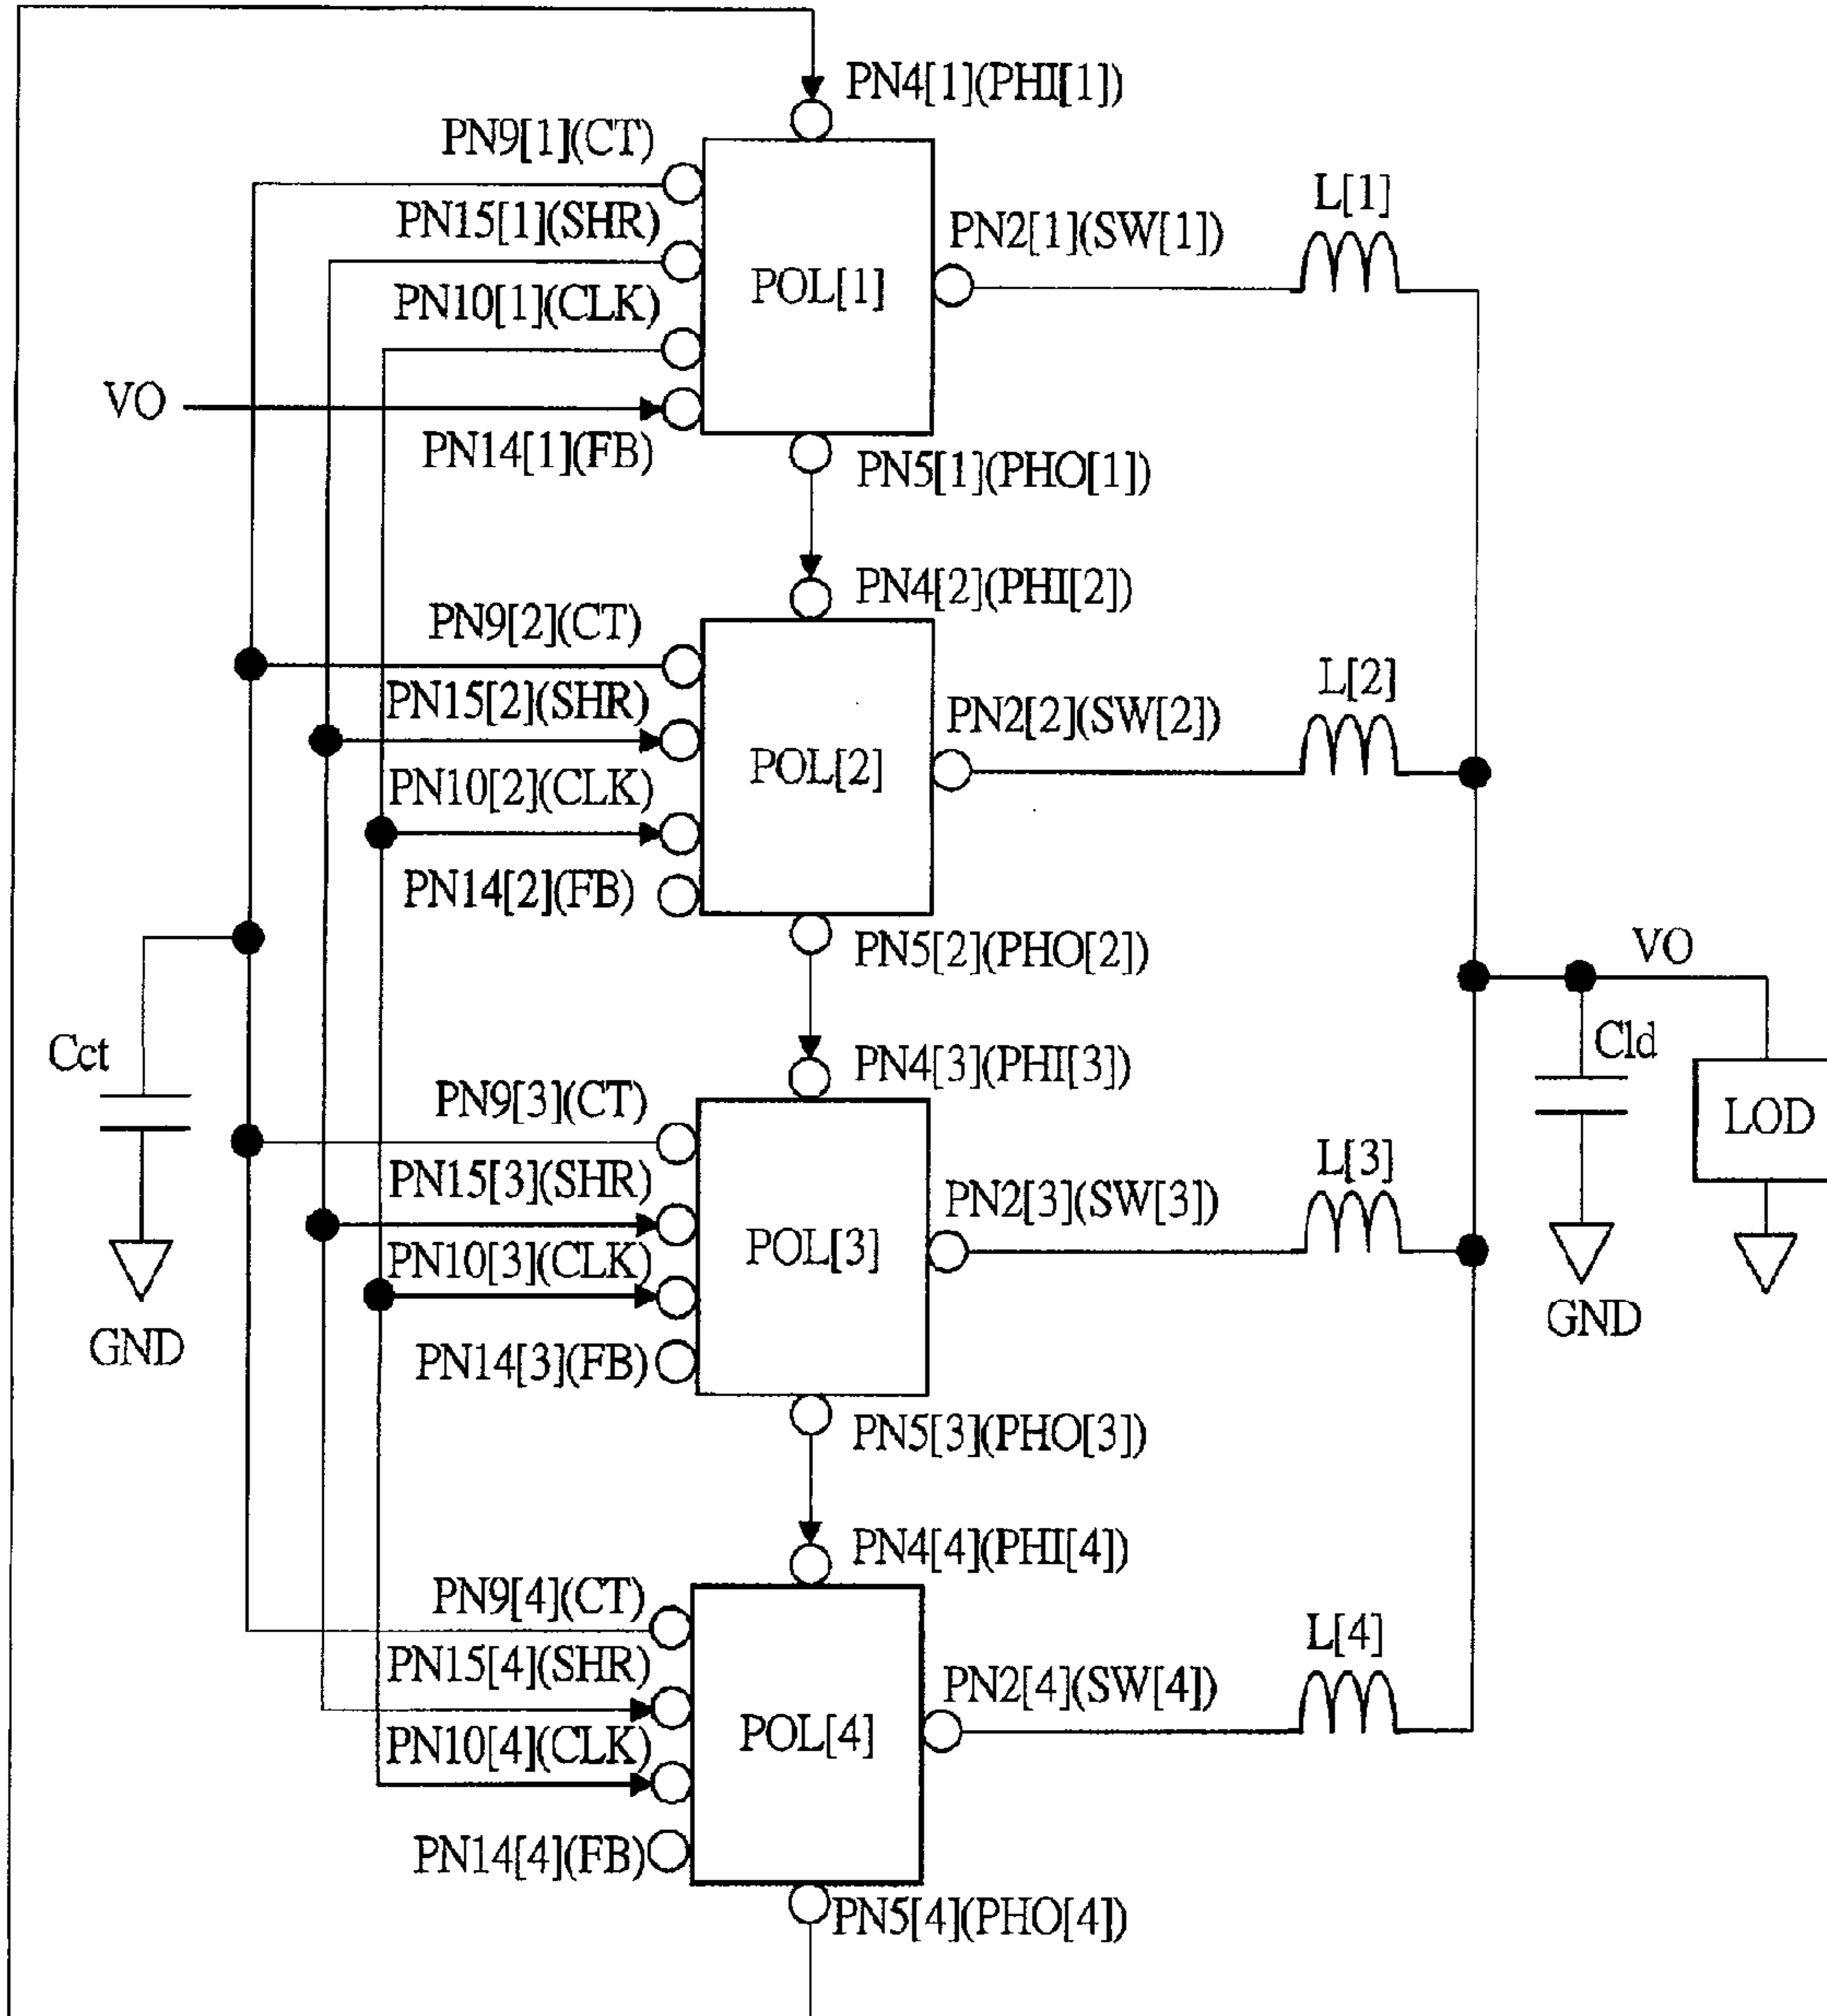 PN4[1](PHI[1])
PN9[1](CT)
L[1]
PN15[1](SHR)
PN2[1](SW[1])
POL[1]
PN10[1](CLK)
VO
PN14[1](FB)
PN5[1](PHO[1])
PN4[2](PHI[2])
PN9[2](CT)
L[2]
PN15[2](SHR)
PN2[2](SW[2])
POL[2]
PN10[2](CLK)
PN14[2](FB)
PN5[2](PHO[2])
VO
Cct
Cld
PN4[3](PHI[3])
PN9[3](CT)
LOD
L[3]
PN15[3](SHR)
PN2[3](SW[3])
POL[3]
PN10[3](CLK)
GND
GND
PN14[3](FB)
PN5[3](PHO[3])
PN4[4](PHI[4])
PN9[4](CT)
L[4]
PN15[4](SHR)
PN2[4](SW[4])
POL[4]
PN10[4](CLK)
PN14[4](FB)
PN5[4](PHO[4])